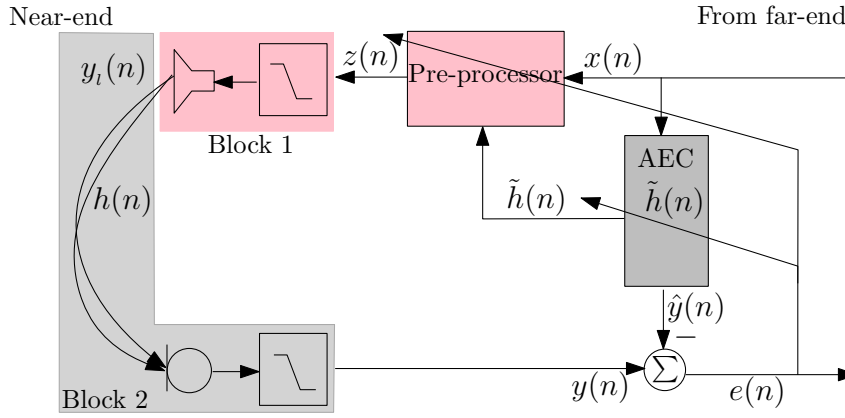 Near-end
From far-end
y_l(n)
z(n)
Pre-processor
x(n)
Block 1
AEC
h(n)
h̃(n)
h̃(n)
ŷ(n)
−
Σ
Block 2
y(n)
e(n)